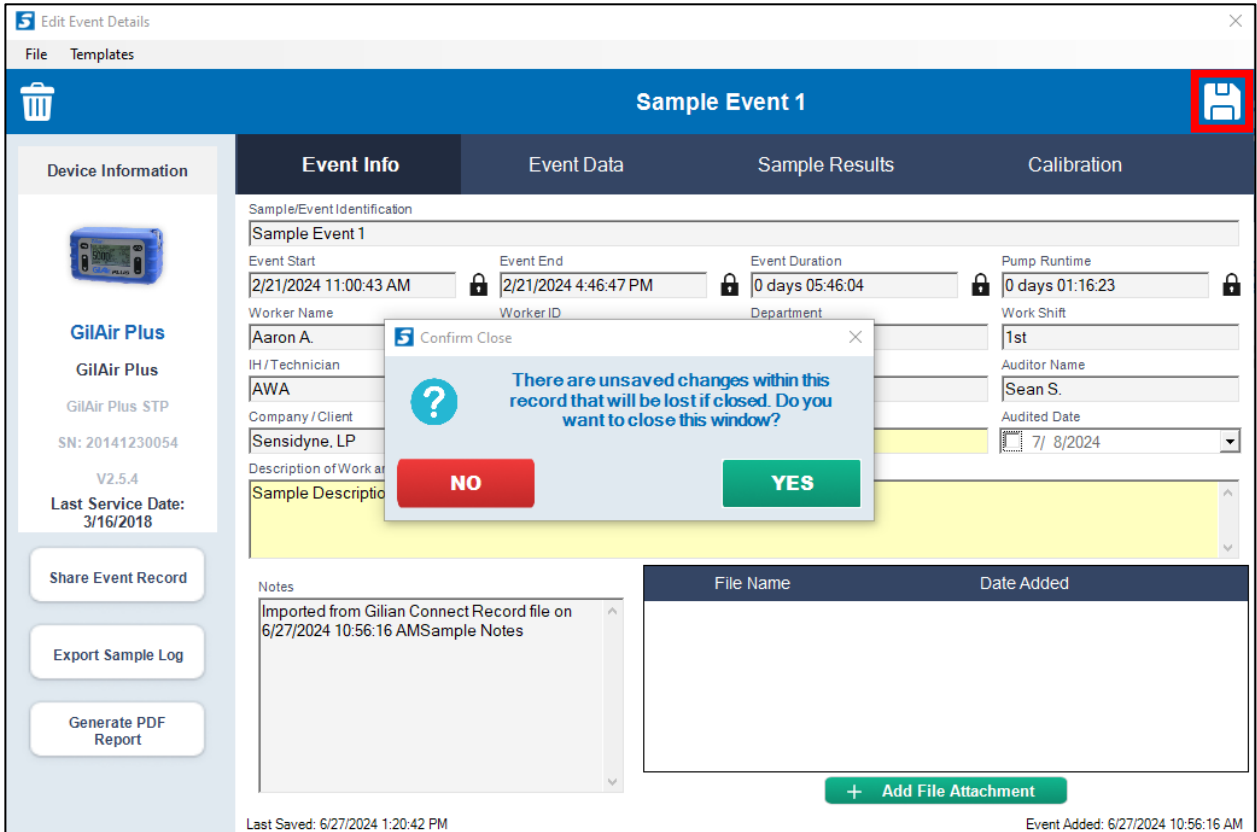 Edit Event Details
File Templates
Sample Event 1
Device Information
GilAir Plus
GilAir Plus
GilAir Plus STP
SN: 20141230054
V2.5.4
Last Service Date:
3/16/2018
Share Event Record
Export Sample Log
Generate PDF
Report
Event Info Event Data Sample Results Calibration
Sample/Event Identification
Sample Event 1
Event Start Event End Event Duration Pump Runtime
2/21/2024 11:00:43 AM 2/21/2024 4:46:47 PM 0 days 05:46:04 0 days 01:16:23
Worker Name Worker ID Department Work Shift
Aaron A. 1st
IH / Technician Auditor Name
AWA Sean S.
Company / Client Audited Date
Sensidyne, LP 7/ 8/2024
Description of Work
Sample
Confirm Close
There are unsaved changes within this
record that will be lost if closed. Do you
want to close this window?
NO YES
Notes
Imported from Gilian Connect Record file on
6/27/2024 10:56:16 AMSample Notes
File Name Date Added
+ Add File Attachment
Last Saved: 6/27/2024 1:20:42 PM Event Added: 6/27/2024 10:56:16 AM